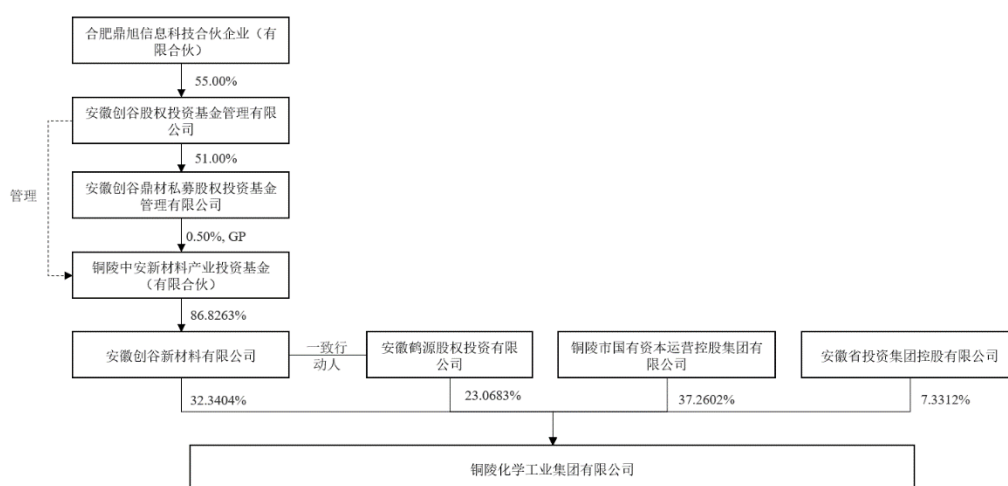 合肥鼎旭信息科技合伙企业（有
限合伙）
55.00%
安徽创谷股权投资基金管理有限
公司
51.00%
管理
安徽创谷鼎材私募股权投资基金
管理有限公司
0.50%, GP
铜陵中安新材料产业投资基金
（有限合伙）
86.8263%
安徽创谷新材料有限公司
一致行
动人
安徽鹤源股权投资有限
公司
铜陵市国有资本运营控股集团有
限公司
安徽省投资集团控股有限公司
32.3404%
23.0683%
37.2602%
7.3312%
铜陵化学工业集团有限公司